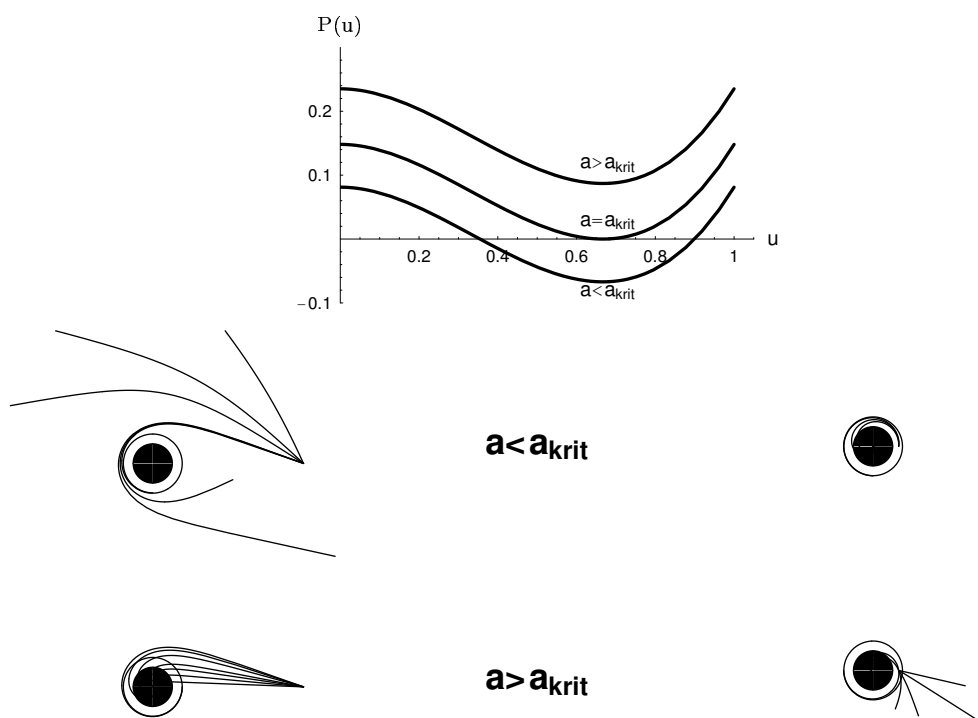 P(u)
0.2
a>a_krit
0.1
a=a_krit
u
0.2 0.4 0.6 0.8 1
a<a_krit
−0.1
a<a_krit
a>a_krit